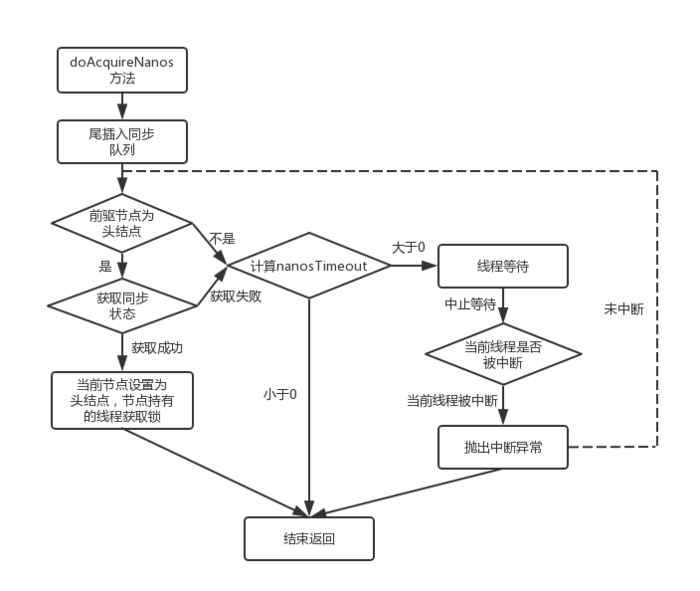 doAcquireNanos
方法
尾插入同步
队列
前驱节点为
头结点
不是
是
获取同步
状态
获取失败
计算nanosTimeout
大于0
线程等待
中止等待
未中断
当前线程是否
被中断
获取成功
当前节点设置为
头结点，节点持有
的线程获取锁
小于0
当前线程被中断
抛出中断异常
结束返回